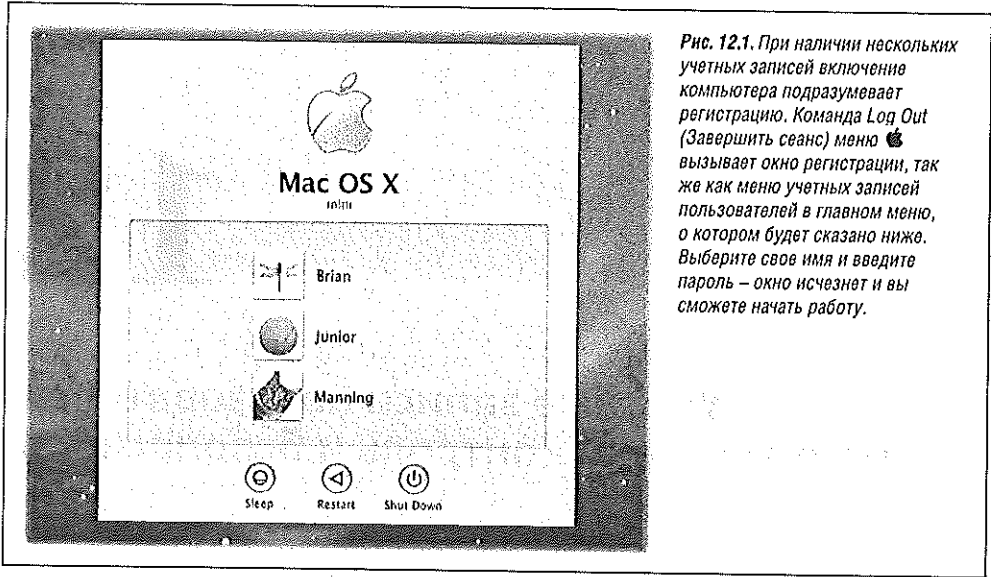 Mac OS X
mini
Brian
Junior
Manning
Sleep
Restart
Shut Down
Рис. 12.1. При наличии нескольких
учетных записей включение
компьютера подразумевает
регистрацию. Команда Log Out
(Завершить сеанс) меню
вызывает окно регистрации, так
же как меню учетных записей
пользователей в главном меню,
о котором будет сказано ниже.
Выберите свое имя и введите
пароль – окно исчезнет и вы
сможете начать работу.